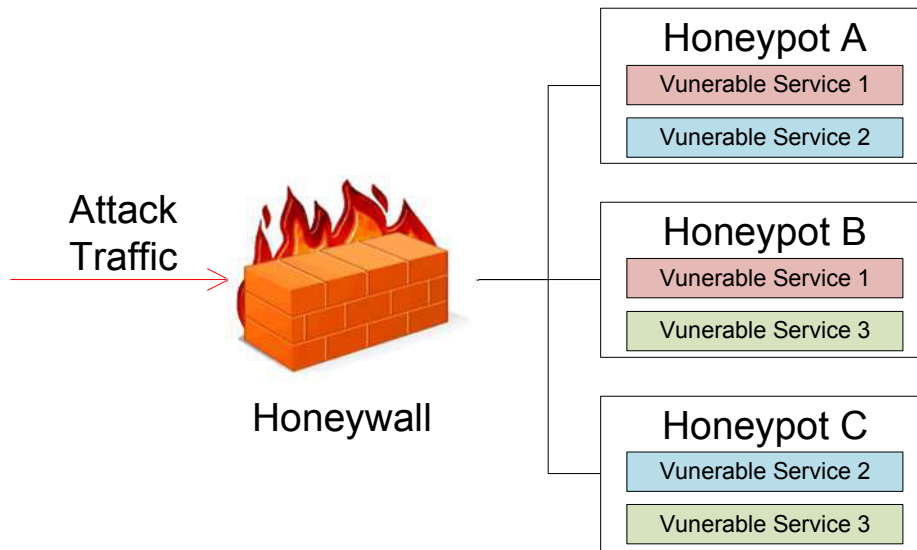 Attack
Traffic
Honeywall
Honeypot A
Vunerable Service 1
Vunerable Service 2
Honeypot B
Vunerable Service 1
Vunerable Service 3
Honeypot C
Vunerable Service 2
Vunerable Service 3